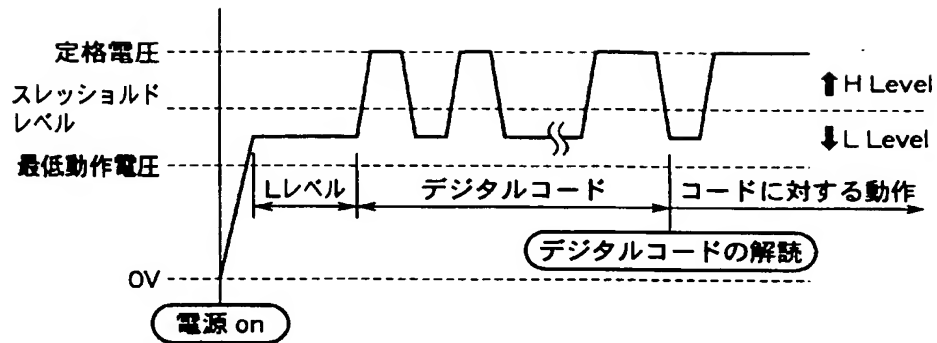 定格電圧
スレッショルド
レベル
最低動作電圧
0V
電源 on
Lレベル
デジタルコード
コードに対する動作
デジタルコードの解読
⬆H Level
⬇L Level